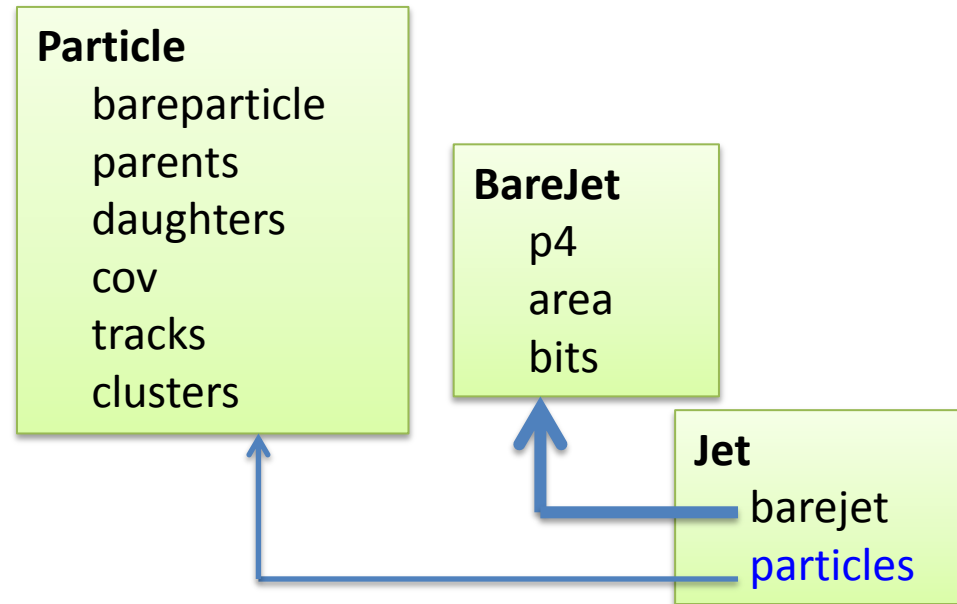 Particle
bareparticle
parents
daughters
cov
tracks
clusters
BareJet
p4
area
bits
Jet
barejet
particles